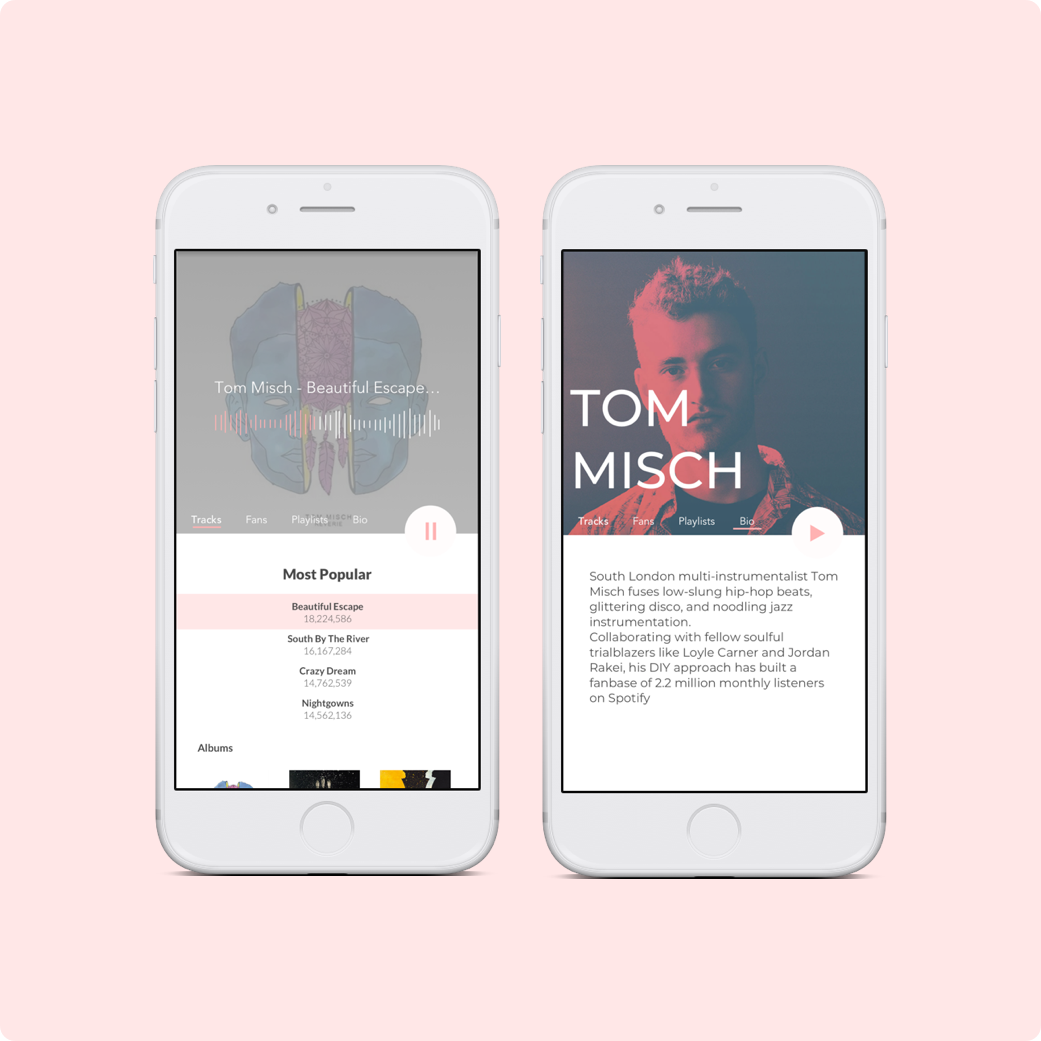 Tom Misch - Beautiful Escape...
Tracks Fans Playlists Bio
Most Popular
Beautiful Escape
18,224,586
South By The River
16,167,284
Crazy Dream
14,762,539
Nightgowns
14,562,136
Albums
TOM
MISCH
Tracks Fans Playlists Bio
South London multi-instrumentalist Tom
Misch fuses low-slung hip-hop beats,
glittering disco, and noodling jazz
instrumentation.
Collaborating with fellow soulful
trialblazers like Loyle Carner and Jordan
Rakei, his DIY approach has built a
fanbase of 2.2 million monthly listeners
on Spotify